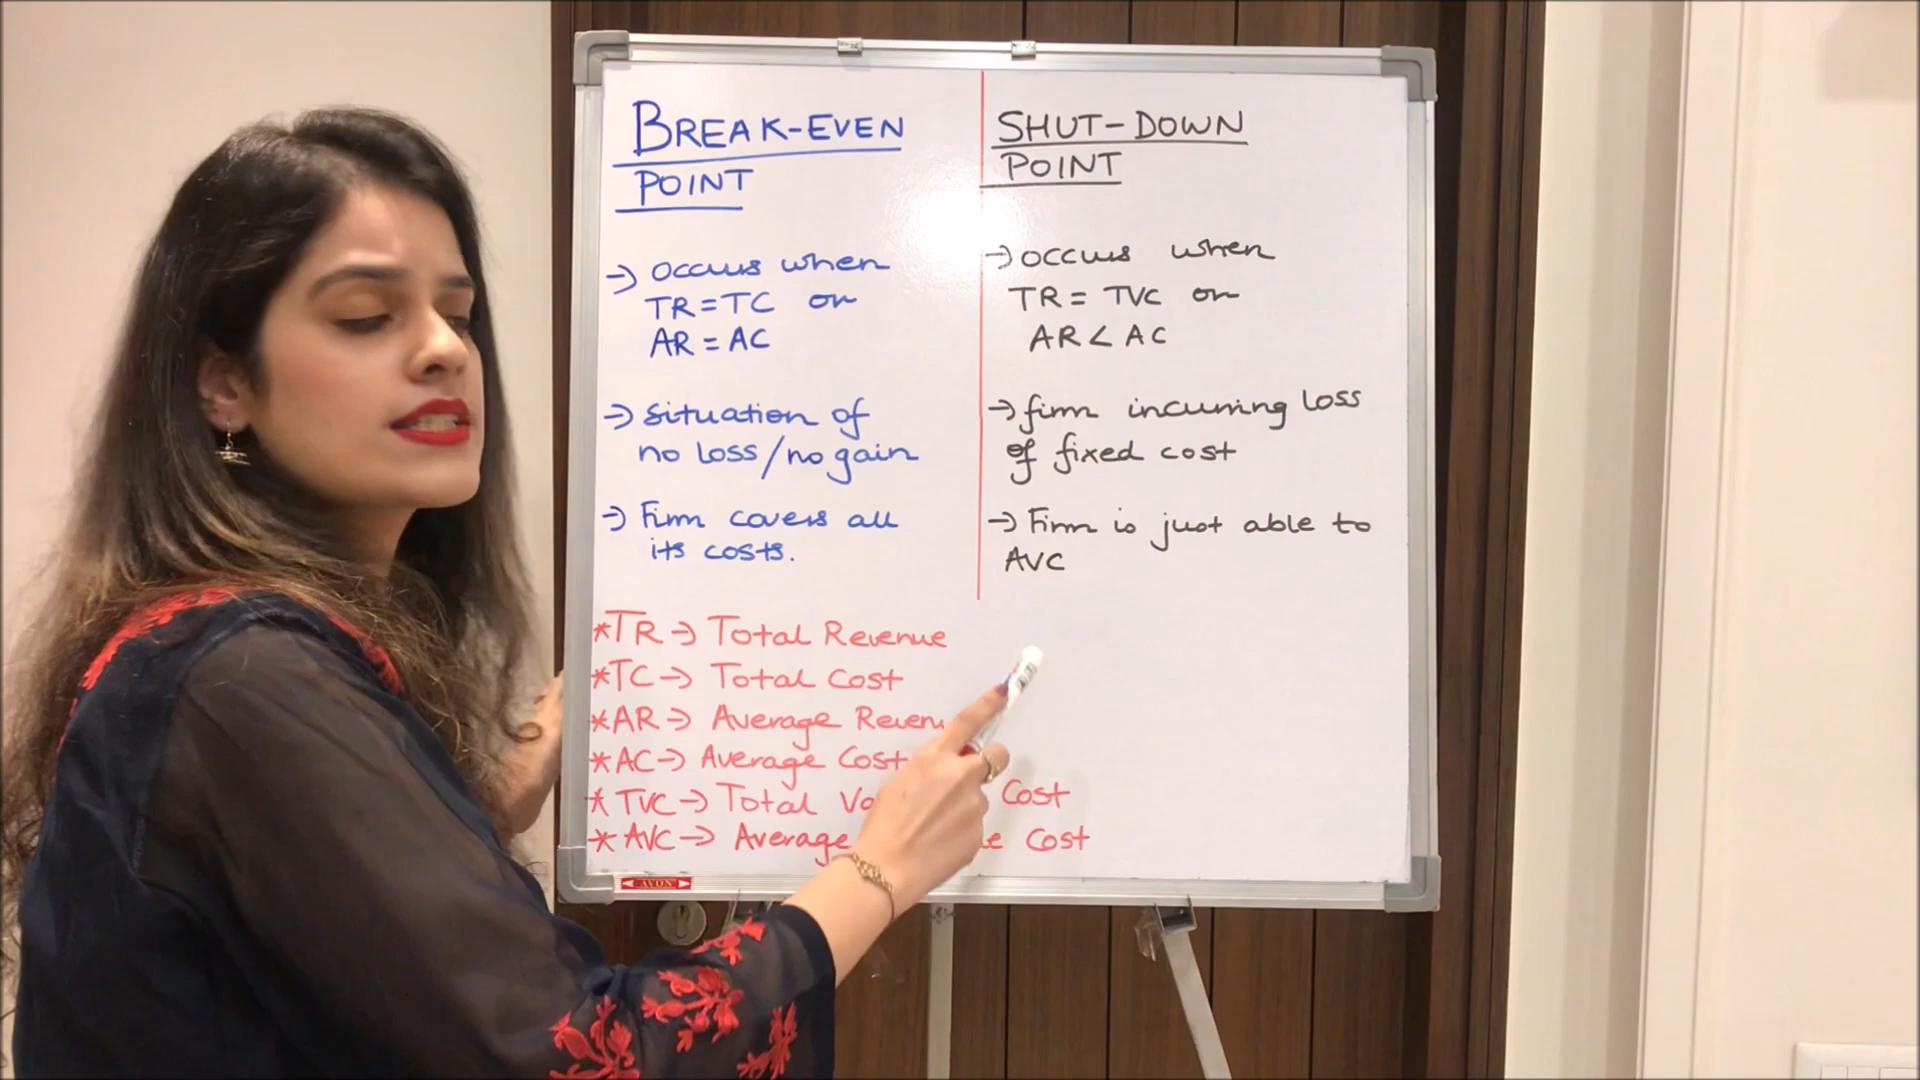 BREAK-EVEN
POINT
→ occurs when
TR = TC or
AR = AC
→ situation of
no loss/no gain
→ Firm covers all
its costs.
SHUT-DOWN
POINT
→ occurs when
TR = TVC or
AR < AC
→ firm incurring loss
of fixed cost
→ Firm is just able to
AVC
*TR → Total Revenue
*TC → Total Cost
*AR → Average
*AC → Average Cost
*TVC → Total Cost
*AVC → Average Cost
AVON